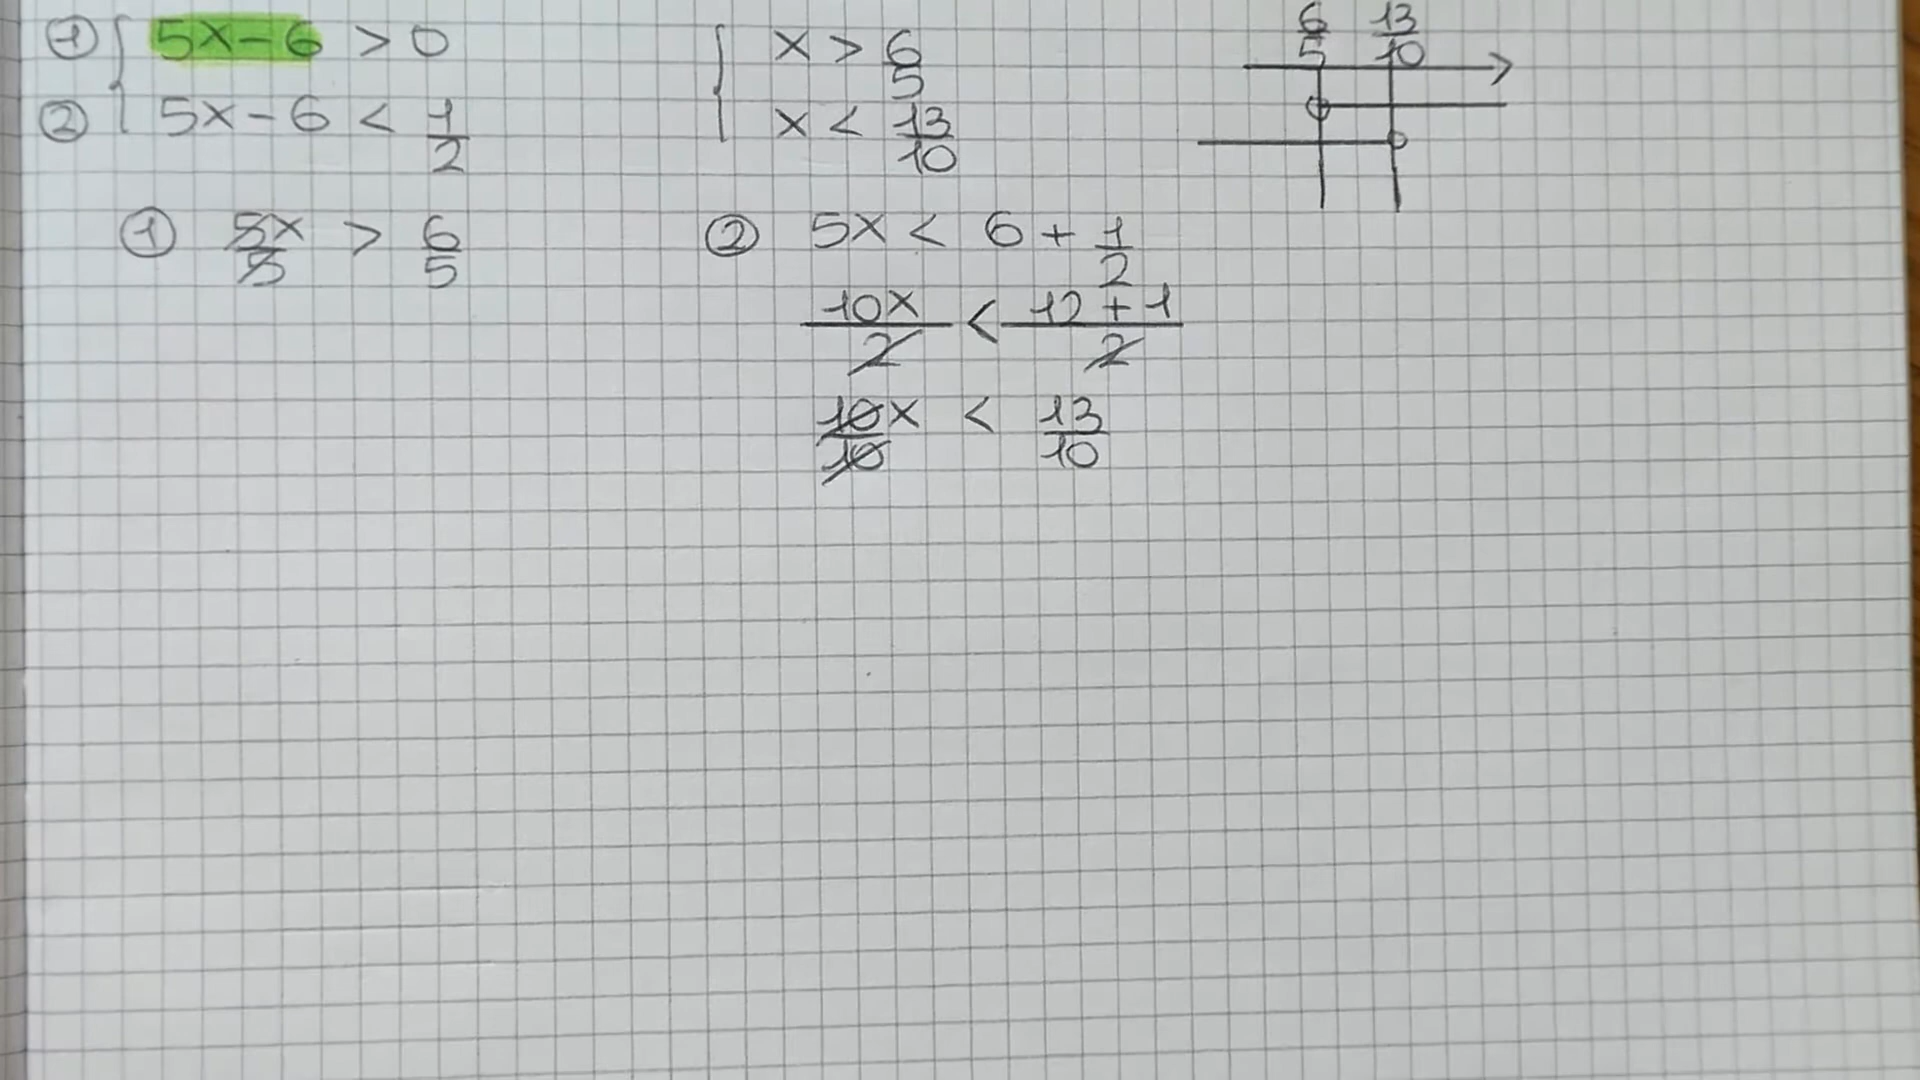 ① { 5x-6 > 0
② { 5x-6 < 1/2
{ x > 6/5
{ x < 13/10
6/5 13/10
① 5x/5 > 6/5
② 5x < 6 + 1/2
10x/2 < 12+1/2
10x/10 < 13/10